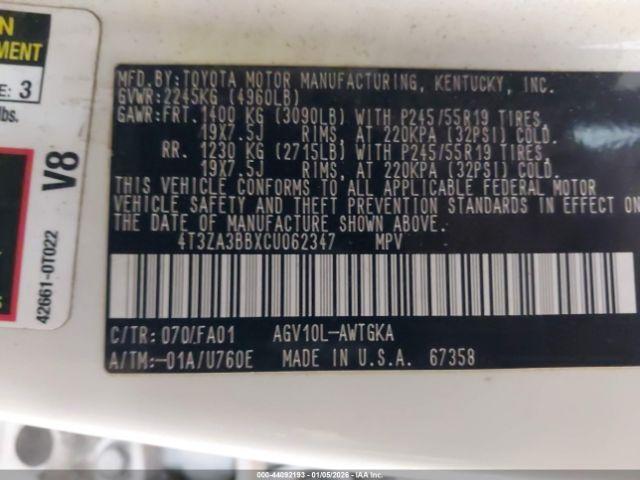 N
EMENT
E: 3
lbs.
V8
42661-0T022
MFD.BY:TOYOTA MOTOR MANUFACTURING, KENTUCKY, INC.
GVWR:2245KG (4960LB)
GAWR:FRT. 1400 KG (3090LB) WITH P245/55R19 TIRES,
19X7.5J RIMS, AT 220KPA (32PSI) COLD.
RR. 1230 KG (2715LB) WITH P245/55R19 TIRES,
19X7.5J RIMS, AT 220KPA (32PSI) COLD.
THIS VEHICLE CONFORMS TO ALL APPLICABLE FEDERAL MOTOR
VEHICLE SAFETY AND THEFT PREVENTION STANDARDS IN EFFECT ON
THE DATE OF MANUFACTURE SHOWN ABOVE.
4T3ZA3BBXCU062347 MPV
C/TR: 070/FA01 AGV10L-AWTGKA
A/TM:-01A/U760E MADE IN U.S.A. 67358
000-44092193 - 01/05/2026 - COPYRIGHT IAA